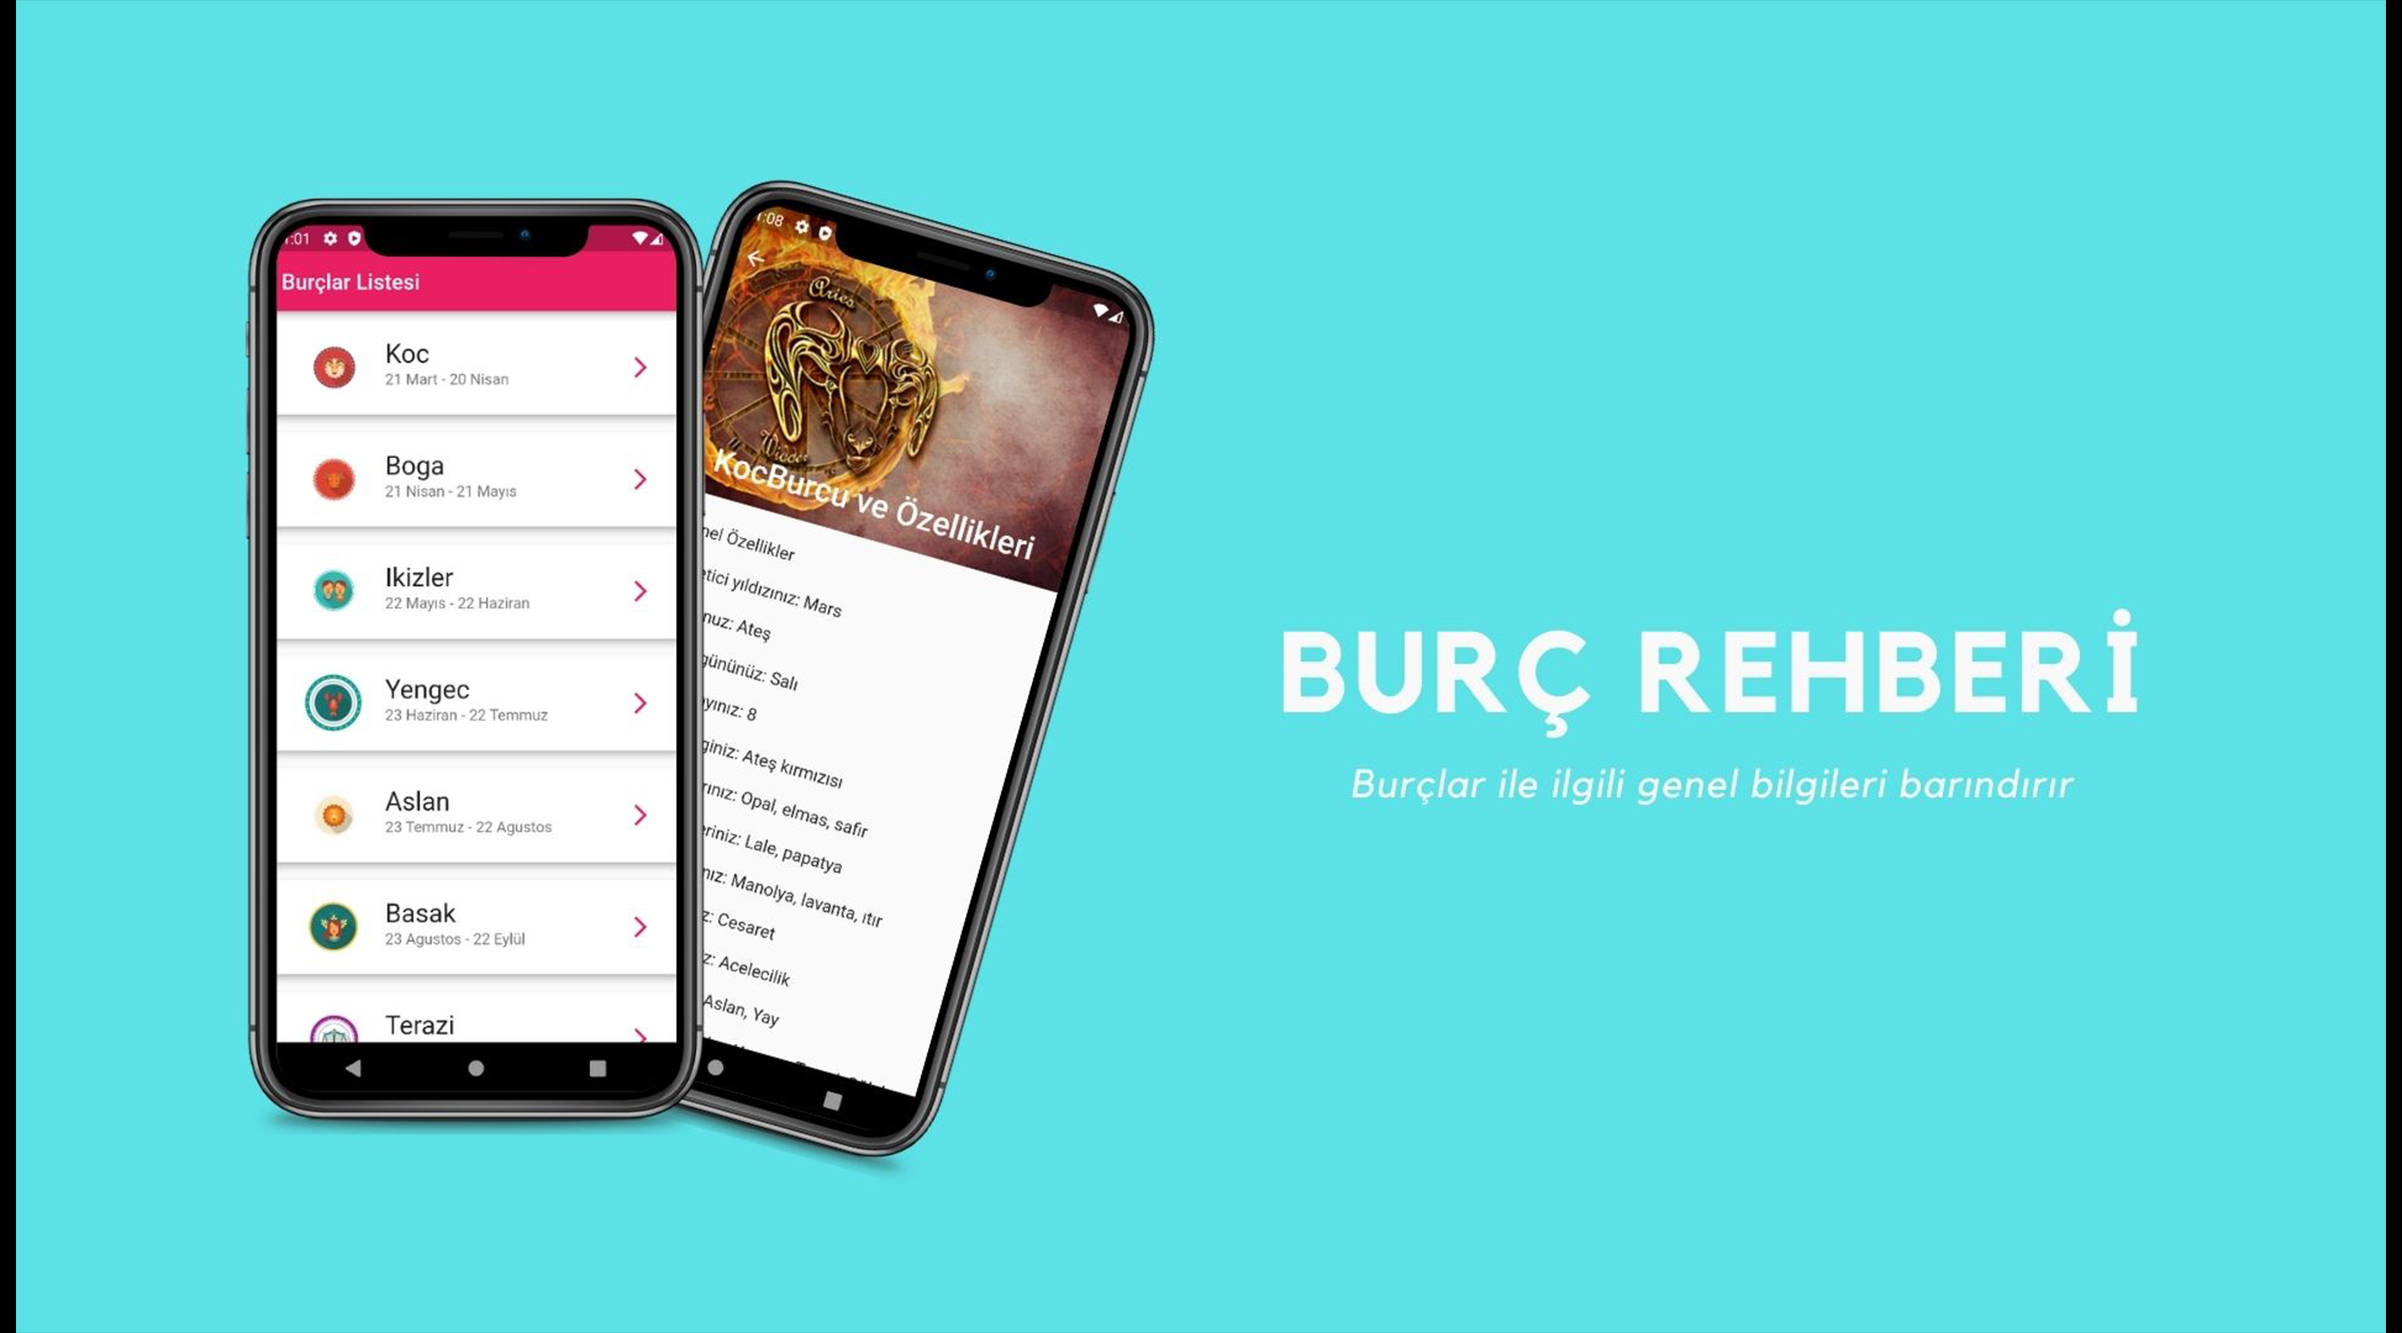 :01
Burçlar Listesi
Koc
21 Mart - 20 Nisan
Boga
21 Nisan - 21 Mayıs
Ikizler
22 Mayıs - 22 Haziran
Yengec
23 Haziran - 22 Temmuz
Aslan
23 Temmuz - 22 Agustos
Basak
23 Agustos - 22 Eylül
Terazi
:08
Aries
Widder
KocBurcu ve Özellikleri
nel Özellikler
etici yıldızınız: Mars
nuz: Ateş
gününüz: Salı
yınız: 8
giniz: Ateş kırmızısı
rınız: Opal, elmas, safir
eriniz: Lale, papatya
nız: Manolya, lavanta, ıtır
z: Cesaret
z: Acelecilik
Aslan, Yay
BURÇ REHBERİ
Burçlar ile ilgili genel bilgileri barındırır